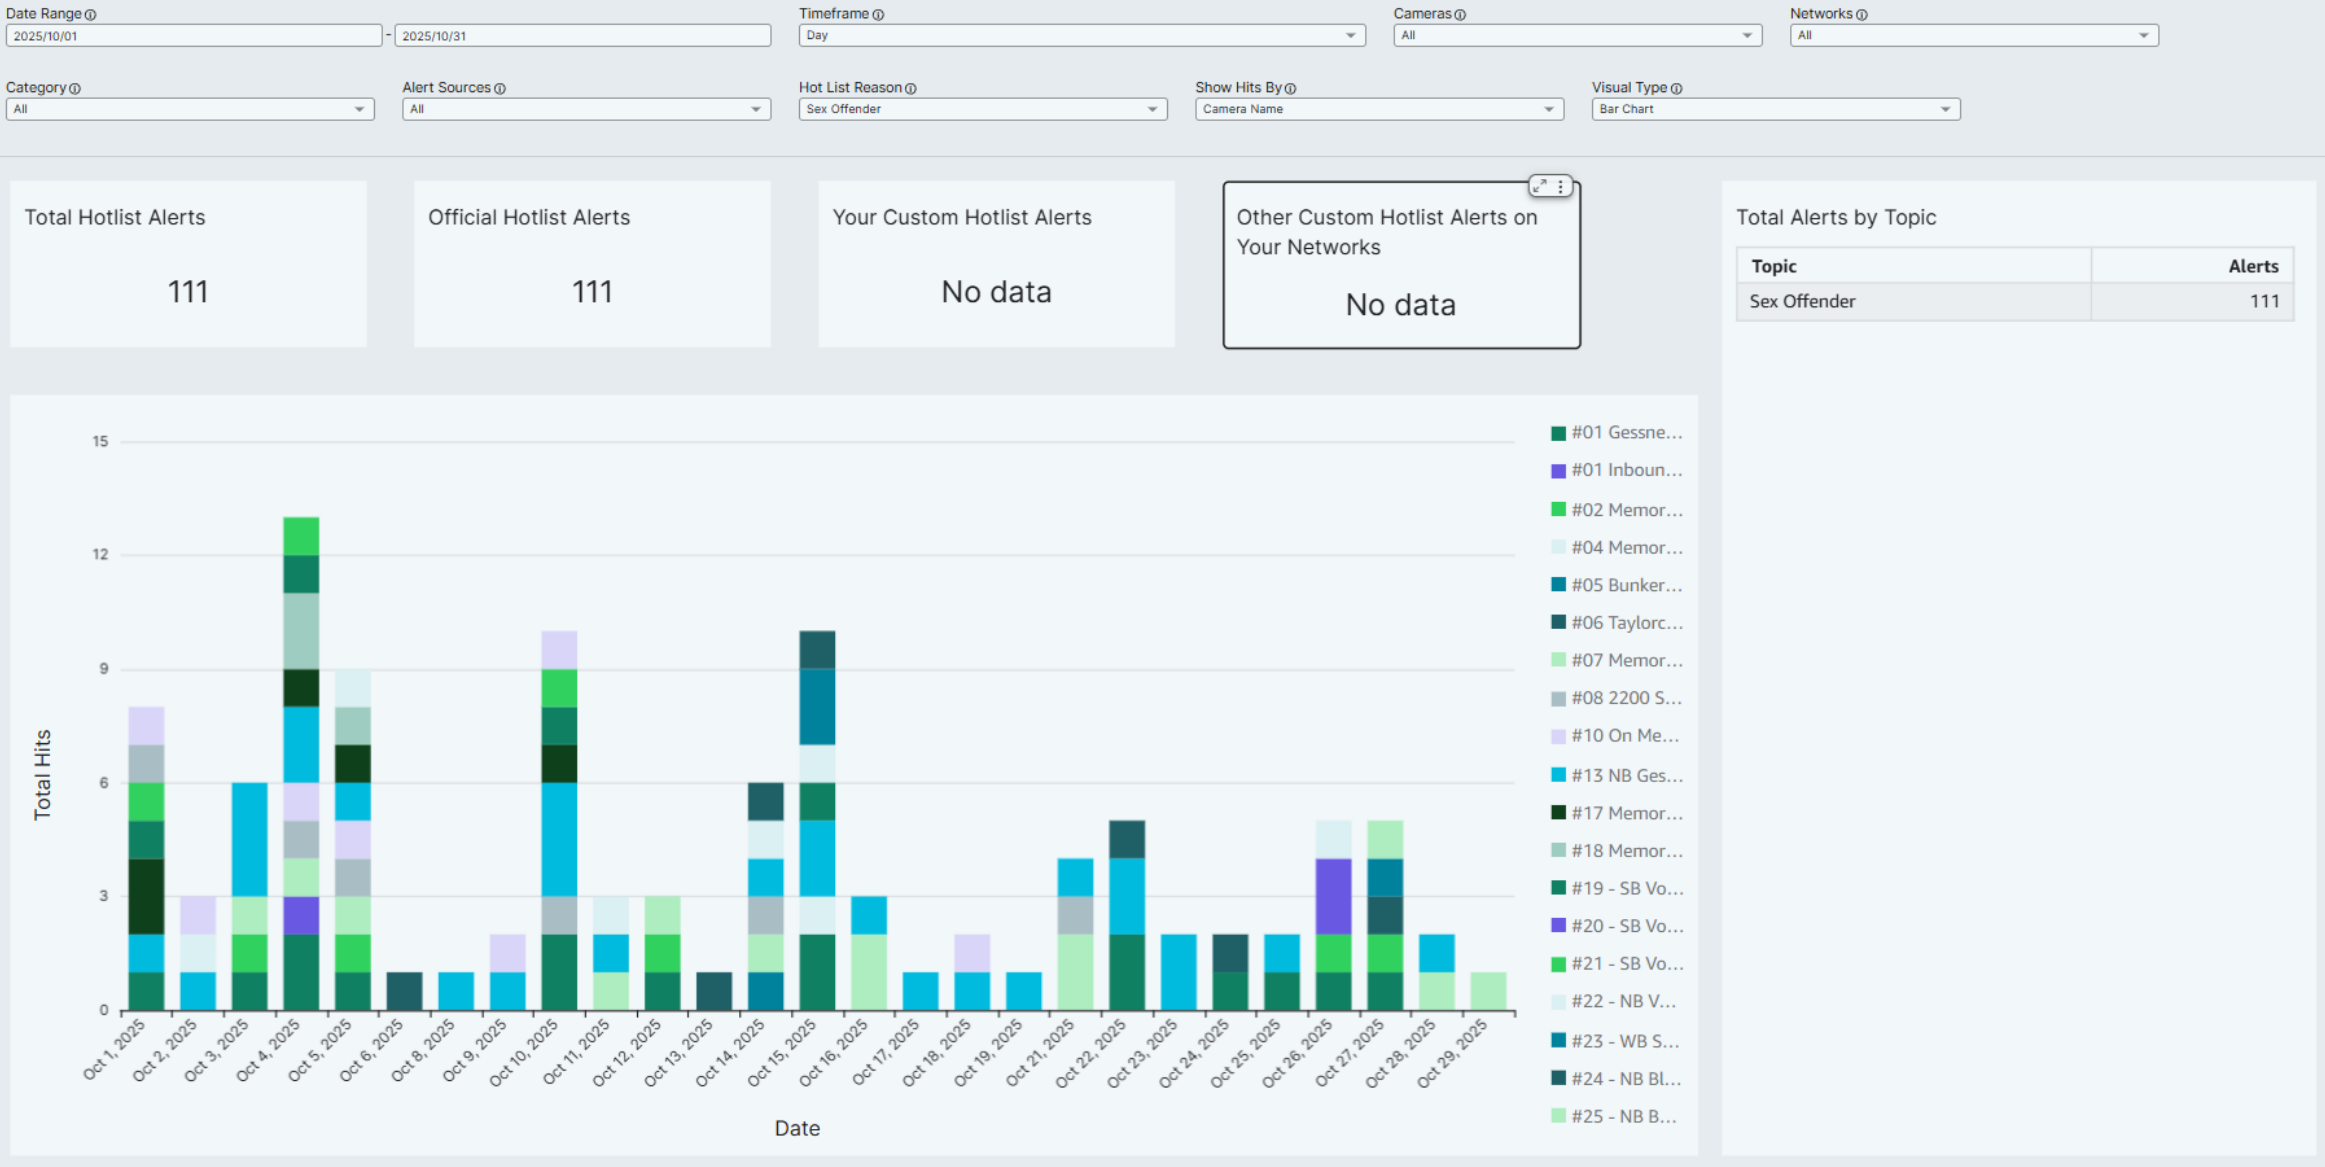 Date Range
2025/10/01 - 2025/10/31
Timeframe
Day
Cameras
All
Networks
All
Category
All
Alert Sources
All
Hot List Reason
Sex Offender
Show Hits By
Camera Name
Visual Type
Bar Chart
Total Hotlist Alerts
111
Official Hotlist Alerts
111
Your Custom Hotlist Alerts
No data
Other Custom Hotlist Alerts on
Your Networks
No data
Total Alerts by Topic
Topic Alerts
Sex Offender 111
Total Hits
15
12
9
6
3
0
Oct 1, 2025
Oct 2, 2025
Oct 3, 2025
Oct 4, 2025
Oct 5, 2025
Oct 6, 2025
Oct 8, 2025
Oct 9, 2025
Oct 10, 2025
Oct 11, 2025
Oct 12, 2025
Oct 13, 2025
Oct 14, 2025
Oct 15, 2025
Oct 16, 2025
Oct 17, 2025
Oct 18, 2025
Oct 19, 2025
Oct 21, 2025
Oct 22, 2025
Oct 23, 2025
Oct 24, 2025
Oct 25, 2025
Oct 26, 2025
Oct 27, 2025
Oct 28, 2025
Oct 29, 2025
Date
#01 Gessne...
#01 Inboun...
#02 Memor...
#04 Memor...
#05 Bunker...
#06 Taylorc...
#07 Memor...
#08 2200 S...
#10 On Me...
#13 NB Ges...
#17 Memor...
#18 Memor...
#19 - SB Vo...
#20 - SB Vo...
#21 - SB Vo...
#22 - NB V...
#23 - WB S...
#24 - NB Bl...
#25 - NB B...